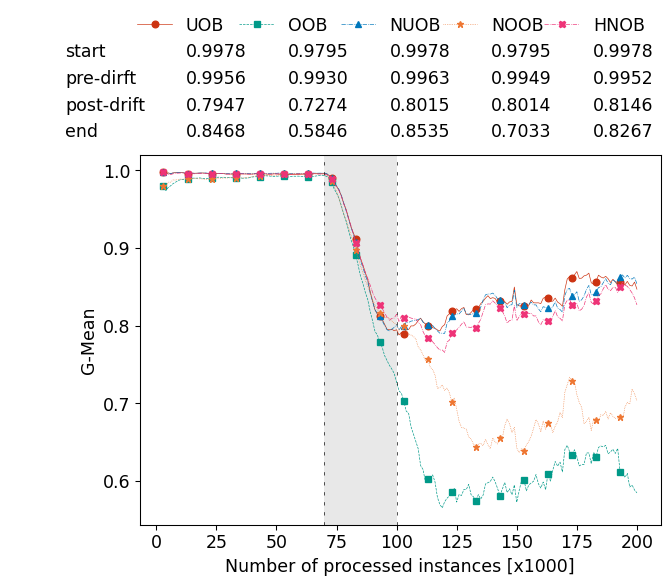 UOB OOB NUOB NOOB HNOB
start 0.9978 0.9795 0.9978 0.9795 0.9978
pre-dirft 0.9956 0.9930 0.9963 0.9949 0.9952
post-drift 0.7947 0.7274 0.8015 0.8014 0.8146
end 0.8468 0.5846 0.8535 0.7033 0.8267
1.0
0.9
0.8
0.7
0.6
G-Mean
0 25 50 75 100 125 150 175 200
Number of processed instances [x1000]